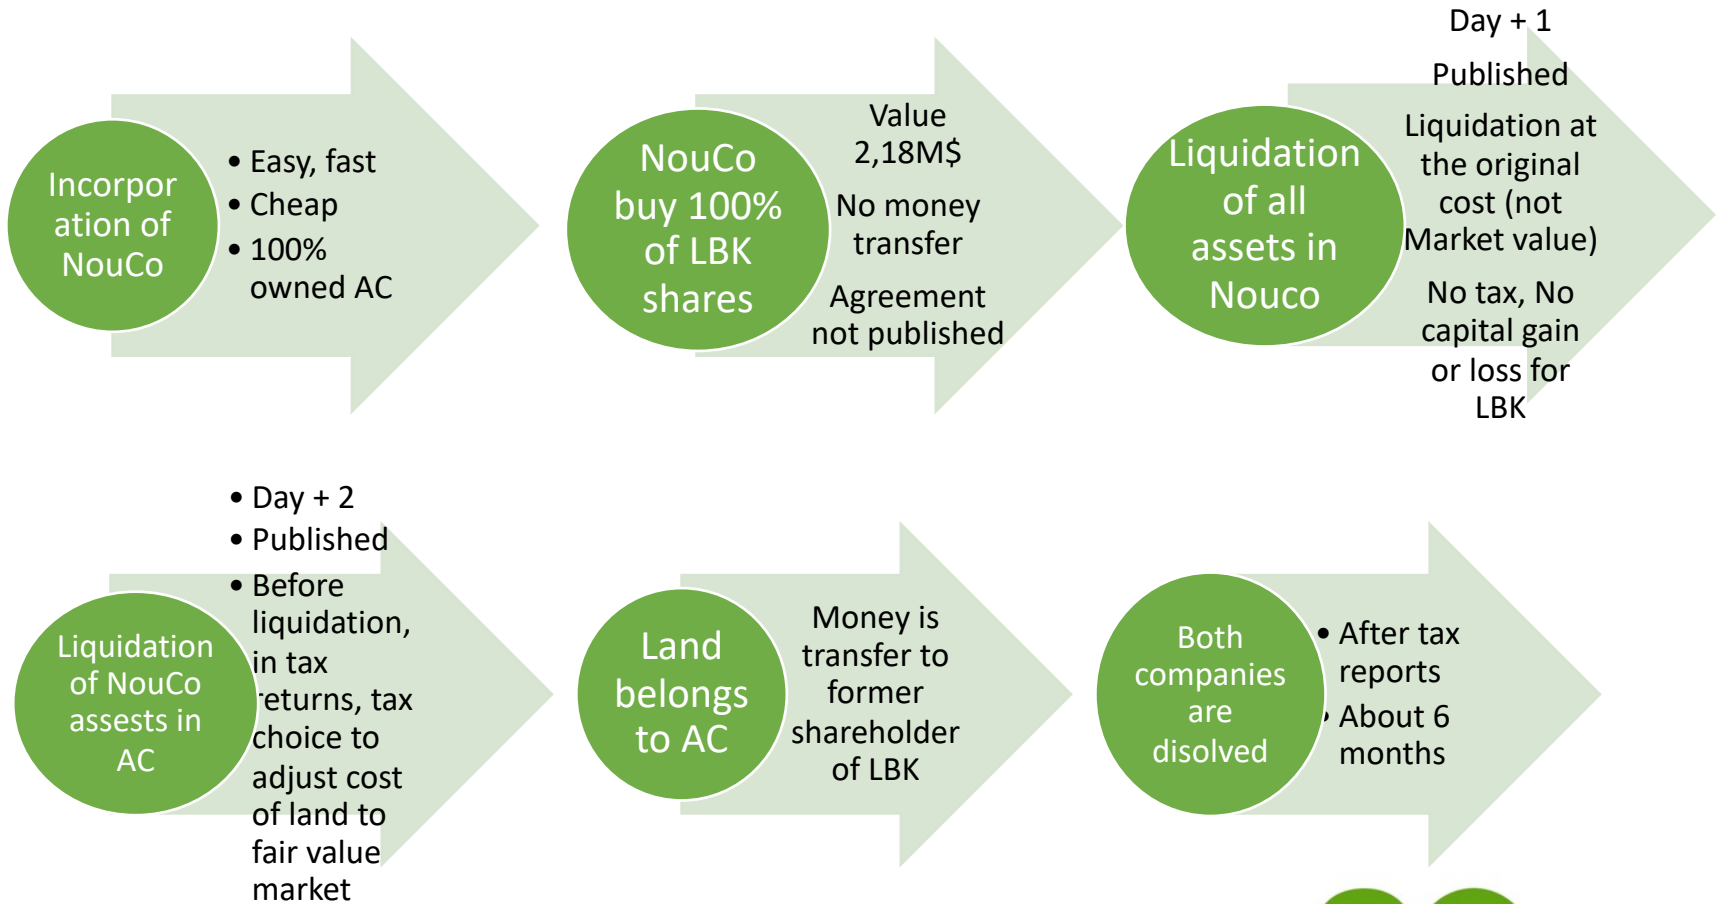 Incorpor
ation of
NouCo
• Easy, fast
• Cheap
• 100%
owned AC
NouCo
buy 100%
of LBK
shares
Value
2,18M$
No money
transfer
Agreement
not published
Liquidation
of all
assets in
Nouco
Day + 1
Published
Liquidation at
the original
cost (not
Market value)
No tax, No
capital gain
or loss for
LBK
Liquidation
of NouCo
assests in
AC
• Day + 2
• Published
• Before
liquidation,
in tax
returns, tax
choice to
adjust cost
of land to
fair value
market
Land
belongs
to AC
Money is
transfer to
former
shareholder
of LBK
Both
companies
are
disolved
• After tax
reports
• About 6
months